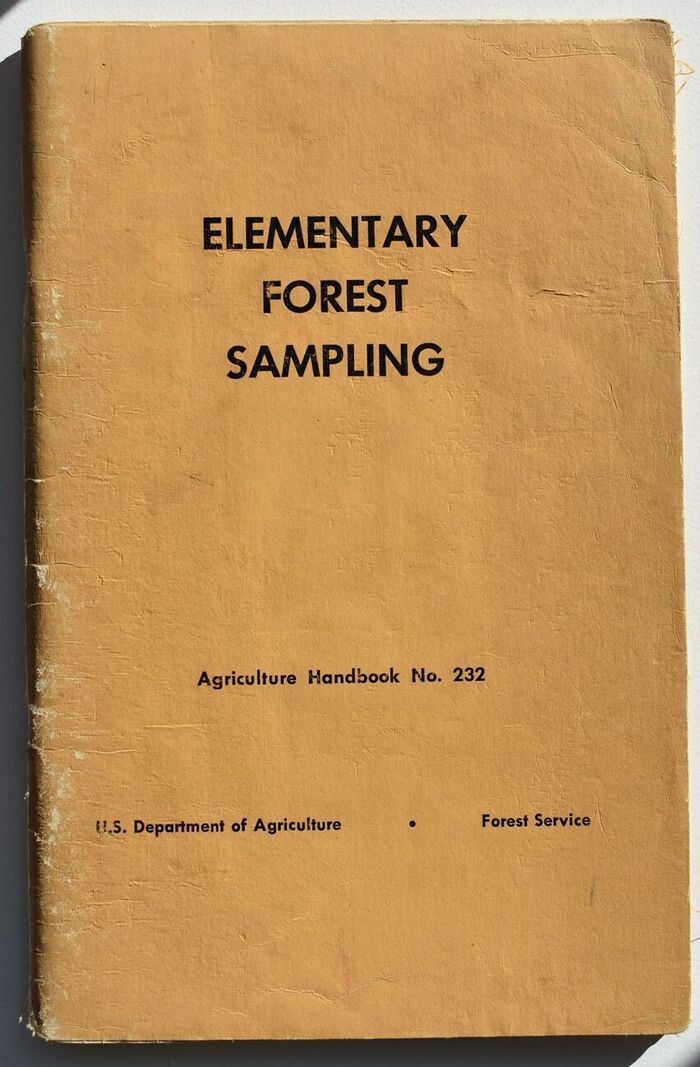 ELEMENTARY
FOREST
SAMPLING
Agriculture Handbook No. 232
U.S. Department of Agriculture • Forest Service